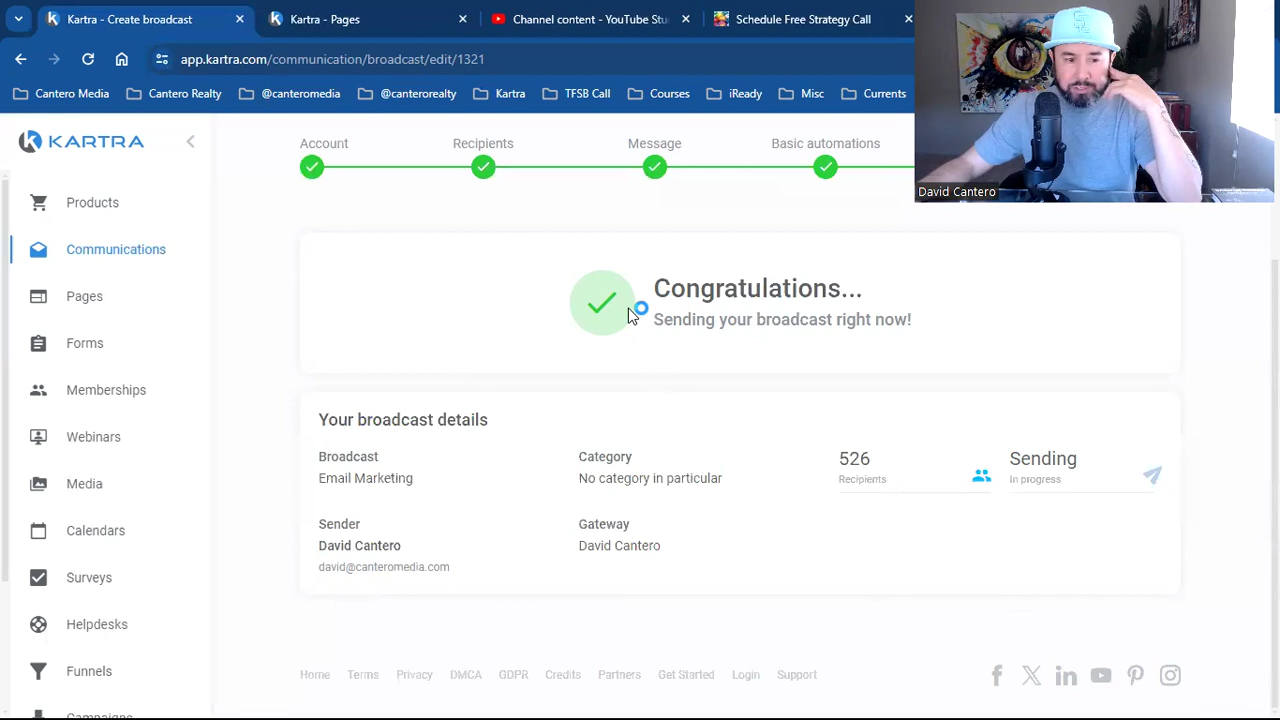 Kartra - Create broadcast
Kartra - Pages
Channel content - YouTube Stu
Schedule Free Strategy Call
app.kartra.com/communication/broadcast/edit/1321
Cantero Media
Cantero Realty
@canteromedia
@canterorealty
Kartra
TFSB Call
Courses
iReady
Misc
Currents
KARTRA
Account
Recipients
Message
Basic automations
David Cantero
Products
Communications
Pages
Forms
Memberships
Webinars
Media
Calendars
Surveys
Helpdesks
Funnels
Campaigns
Congratulations...
Sending your broadcast right now!
Your broadcast details
Broadcast
Email Marketing
Category
No category in particular
526
Recipients
Sending
In progress
Sender
David Cantero
david@canteromedia.com
Gateway
David Cantero
Home
Terms
Privacy
DMCA
GDPR
Credits
Partners
Get Started
Login
Support